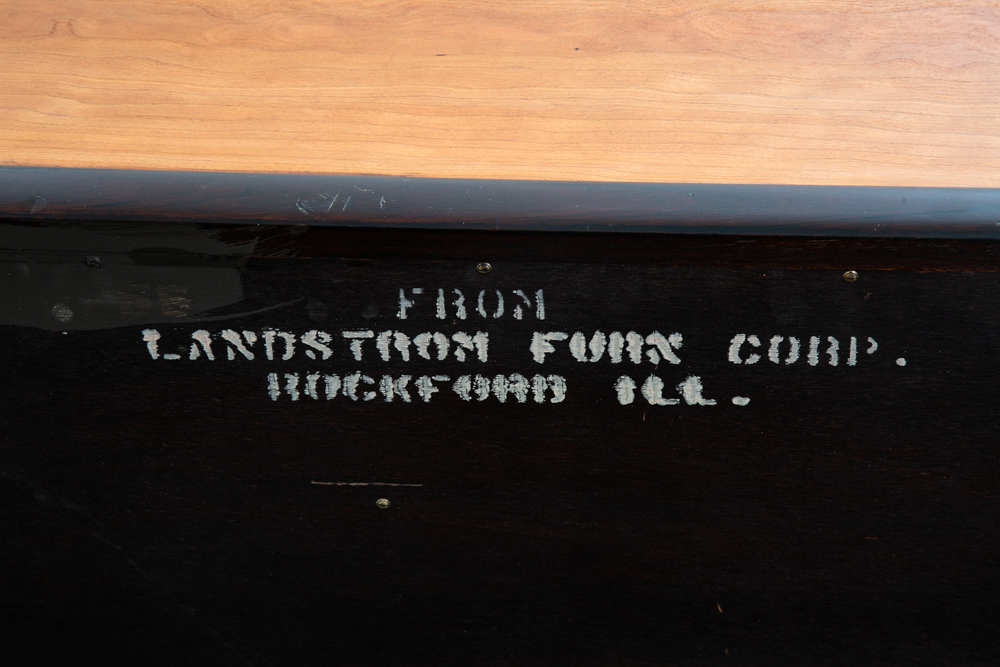 FROM
LANDSTROM FURN CORP.
ROCKFORD ILL.